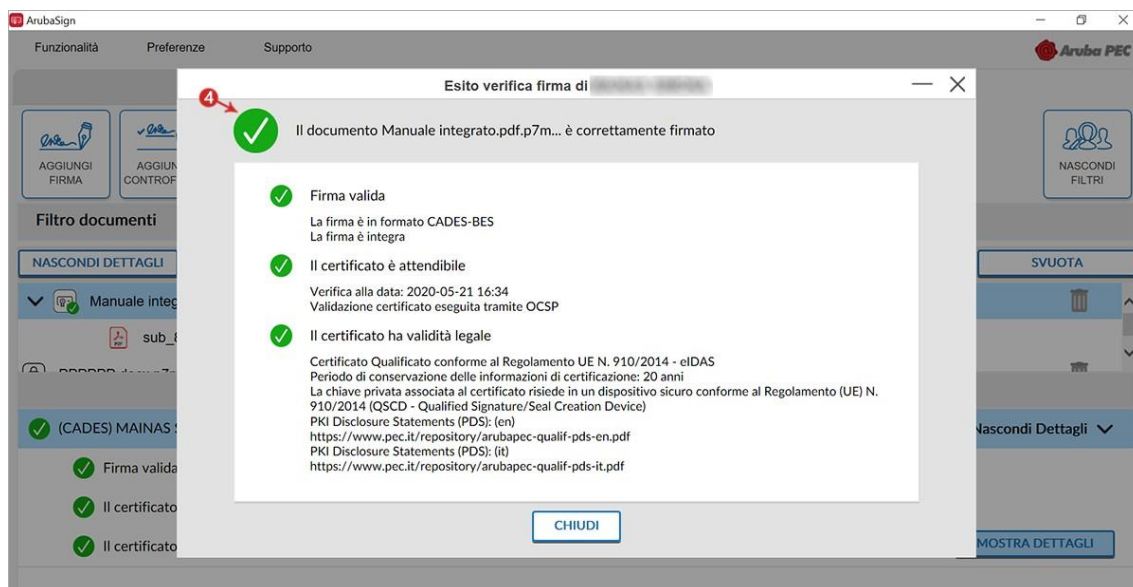 ArubaSign
Funzionalità Preferenze Supporto
Aruba PEC
Esito verifica firma di
4
Il documento Manuale integrato.pdf.p7m... è correttamente firmato
AGGIUNGI
FIRMA
AGGIUN
CONTROF
NASCONDI
FILTRI
Filtro documenti
NASCONDI DETTAGLI
SVUOTA
Manuale integ
sub_
Firma valida
La firma è in formato CADES-BES
La firma è integra
Il certificato è attendibile
Verifica alla data: 2020-05-21 16:34
Validazione certificato eseguita tramite OCSP
Il certificato ha validità legale
Certificato Qualificato conforme al Regolamento UE N. 910/2014 - eIDAS
Periodo di conservazione delle informazioni di certificazione: 20 anni
La chiave privata associata al certificato risiede in un dispositivo sicuro conforme al Regolamento (UE) N.
910/2014 (QSCD - Qualified Signature/Seal Creation Device)
PKI Disclosure Statements (PDS): (en)
https://www.pec.it/repository/arubapec-qualif-pds-en.pdf
PKI Disclosure Statements (PDS): (it)
https://www.pec.it/repository/arubapec-qualif-pds-it.pdf
CHIUDI
(CADES) MAINAS
Nascondi Dettagli
Firma valida
Il certificato
Il certificato
MOSTRA DETTAGLI